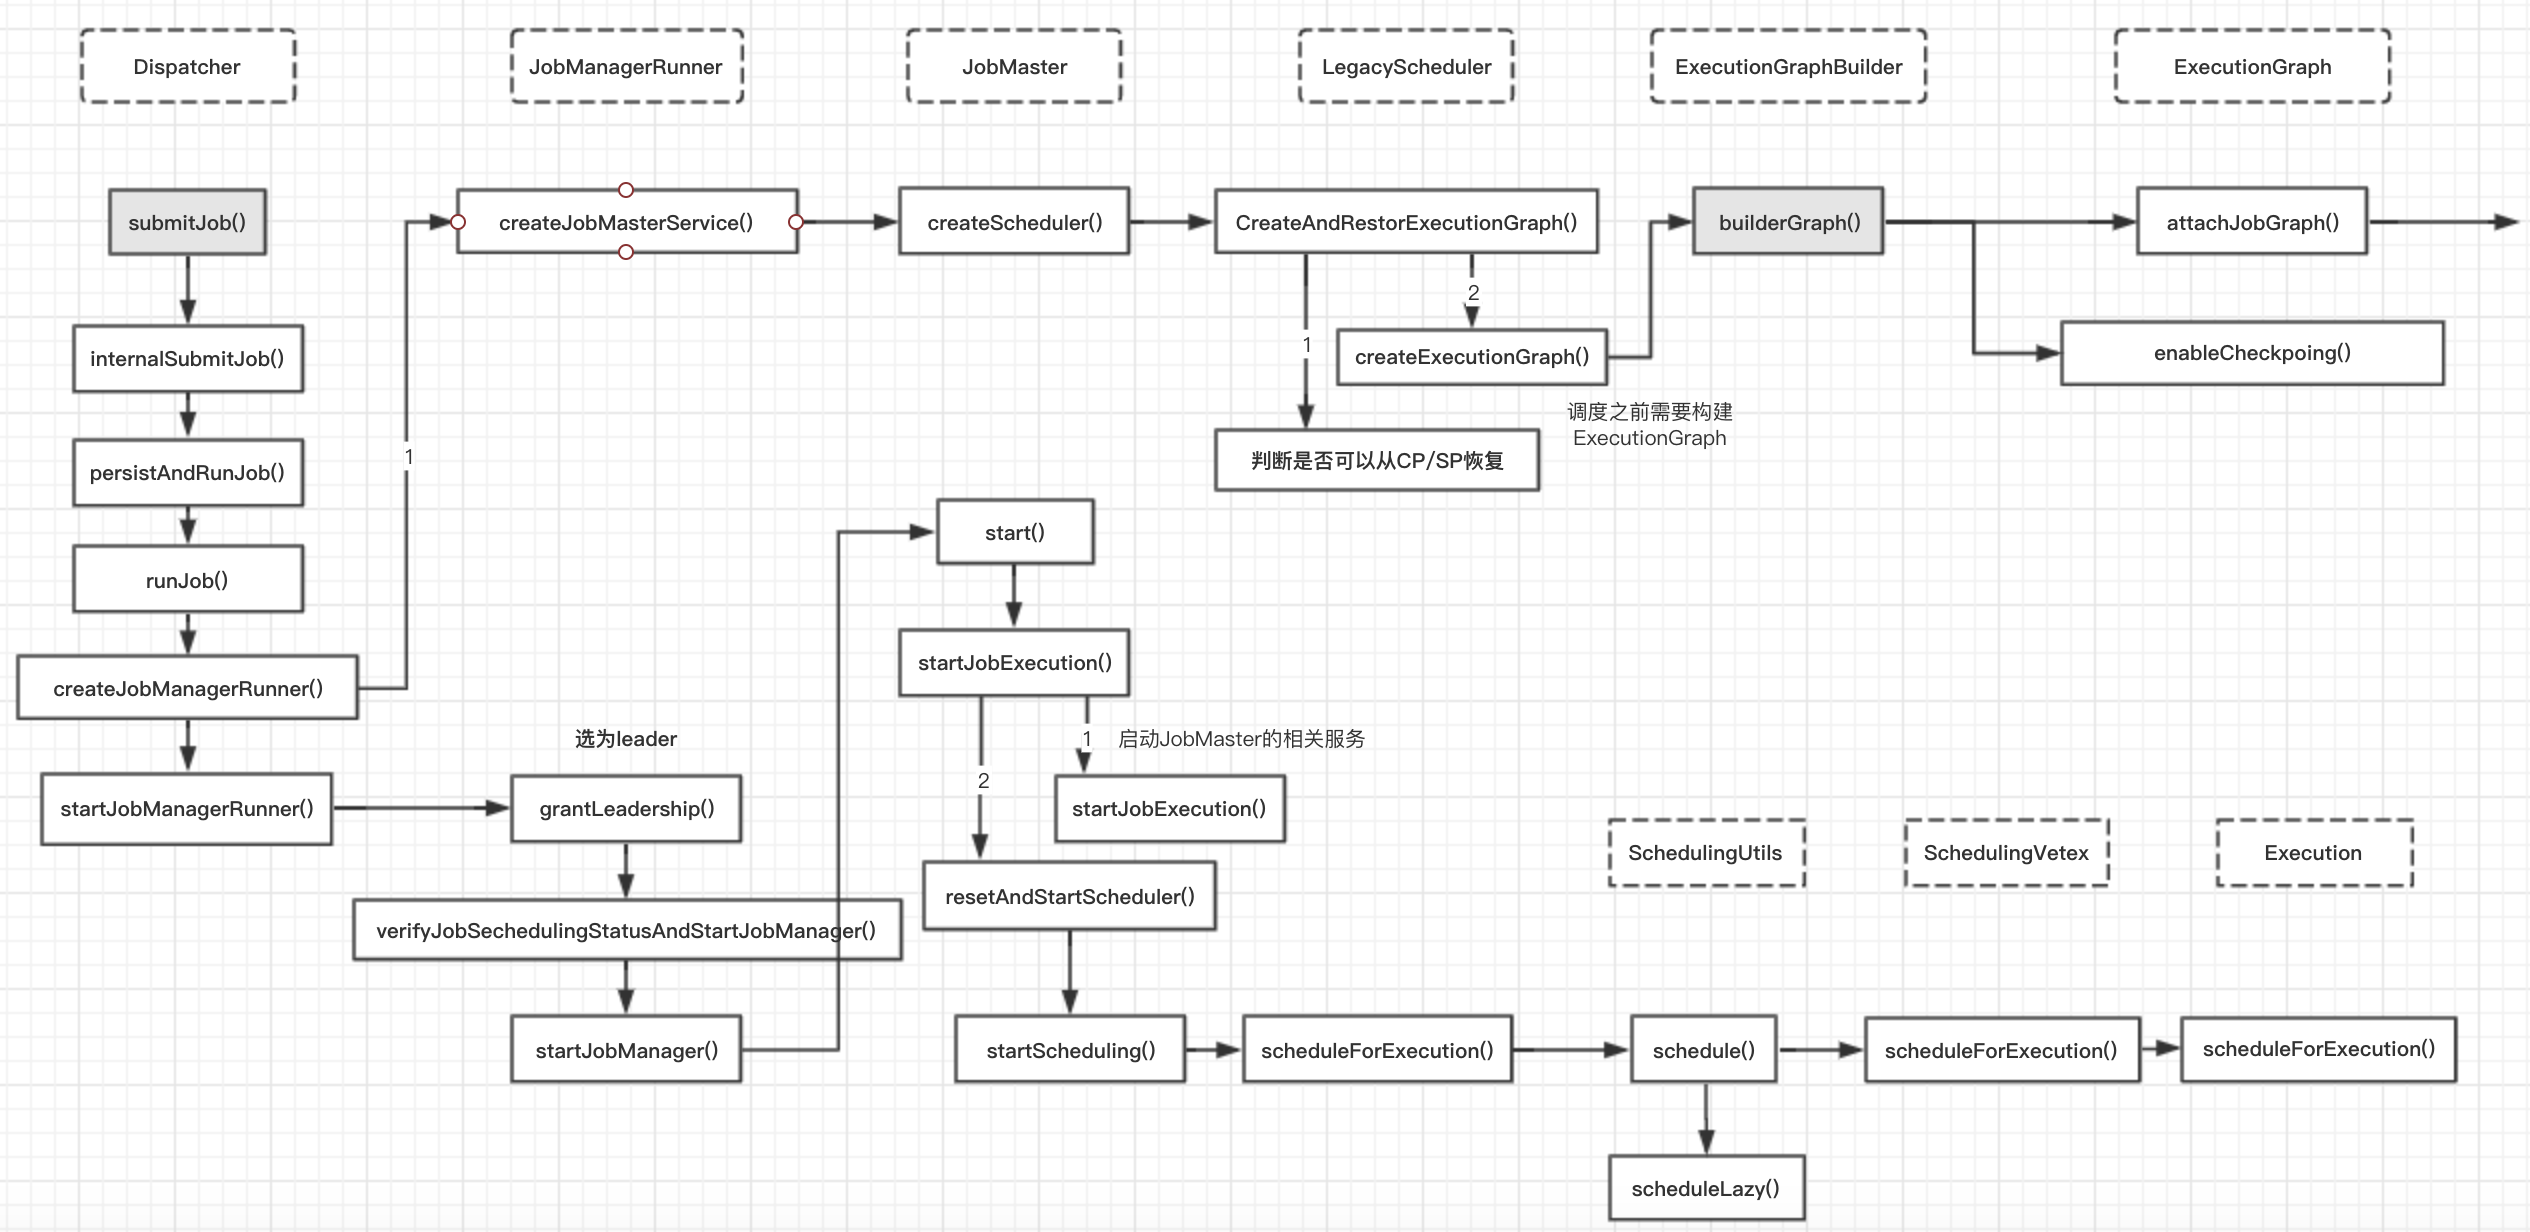 Dispatcher
JobManagerRunner
JobMaster
LegacyScheduler
ExecutionGraphBuilder
ExecutionGraph
submitJob()
createJobMasterService()
createScheduler()
CreateAndRestorExecutionGraph()
builderGraph()
attachJobGraph()
2
1
internalSubmitJob()
createExecutionGraph()
enableCheckpoing()
调度之前需要构建
ExecutionGraph
1
persistAndRunJob()
判断是否可以从CP/SP恢复
start()
runJob()
startJobExecution()
createJobManagerRunner()
选为leader
1
启动JobMaster的相关服务
2
startJobManagerRunner()
grantLeadership()
startJobExecution()
SchedulingUtils
SchedulingVetex
Execution
resetAndStartScheduler()
verifyJobSechedulingStatusAndStartJobManager()
startJobManager()
startScheduling()
scheduleForExecution()
schedule()
scheduleForExecution()
scheduleForExecution()
scheduleLazy()